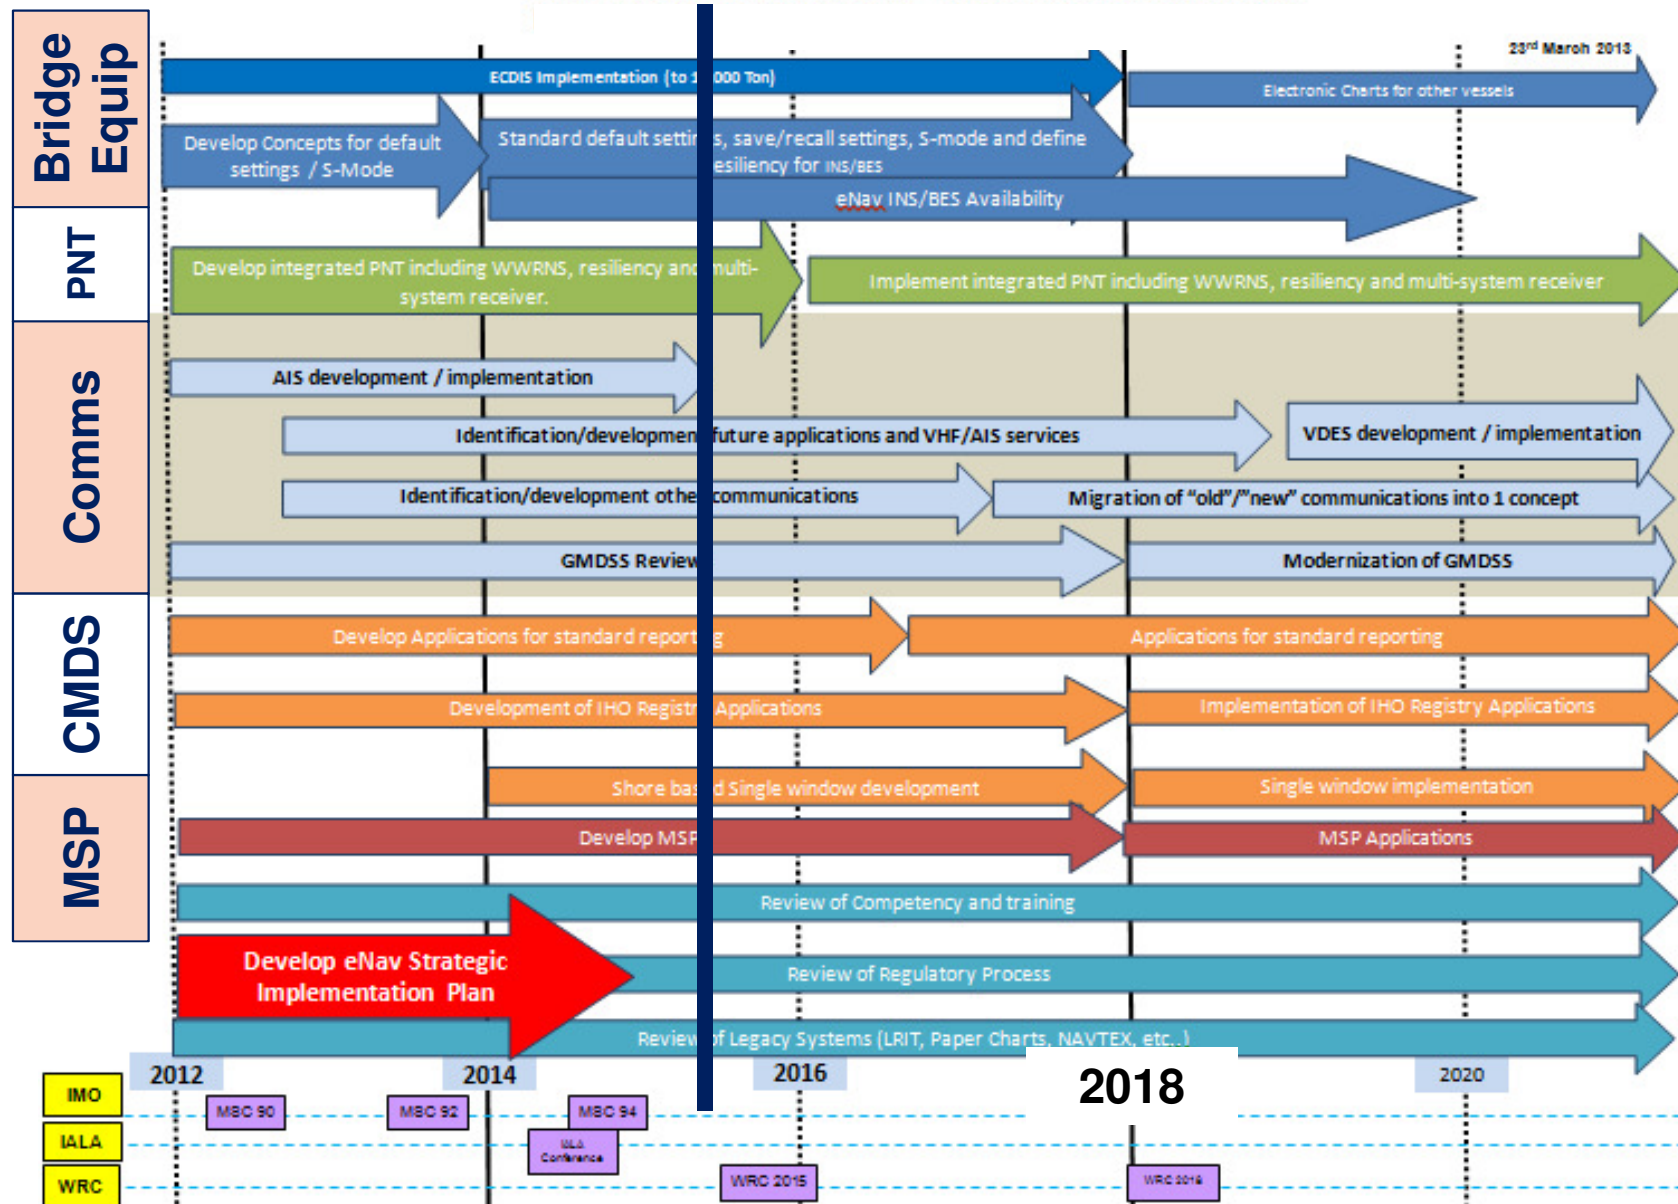 Bridge
Equip
PNT
Comms
CMDS
MSP
23rd March 2013
ECDIS Implementation (to 1 000 Ton)
Electronic Charts for other vessels
Develop Concepts for default
settings / S-Mode
Standard default settin s, save/recall settings, S-mode and define
esiliency for INS/BES
eNav INS/BES Availability
Develop integrated PNT including WWRNS, resiliency and multi-
system receiver.
Implement integrated PNT including WWRNS, resiliency and multi-system receiver
AIS development / implementation
Identification/development future applications and VHF/AIS services
VDES development / implementation
Identification/development othe communications
Migration of “old”/”new” communications into 1 concept
GMDSS Review
Modernization of GMDSS
Develop Applications for standard reporting
Applications for standard reporting
Development of IHO Registr Applications
Implementation of IHO Registry Applications
Shore based Single window development
Single window implementation
Develop MSP
MSP Applications
Review of Competency and training
Develop eNav Strategic
Implementation Plan
Review of Regulatory Process
Review of Legacy Systems (LRIT, Paper Charts, NAVTEX, etc..)
2012
2014
2016
2018
2020
IMO
MSC 90
MSC 92
MSC 94
IALA
IALA
Conference
WRC
WRC 2015
WRC 2018